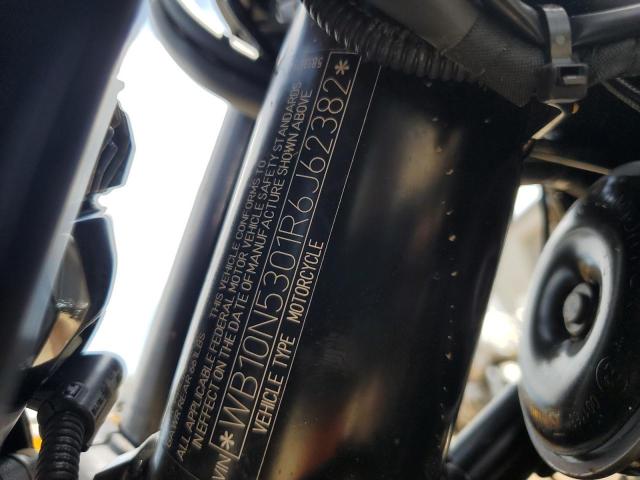 THIS VEHICLE CONFORMS TO
ALL APPLICABLE FEDERAL MOTOR VEHICLE SAFETY STANDARDS
IN EFFECT ON THE DATE OF MANUFACTURE SHOWN ABOVE
VIN *WB10N5301R6J62382*
VEHICLE TYPE MOTORCYCLE